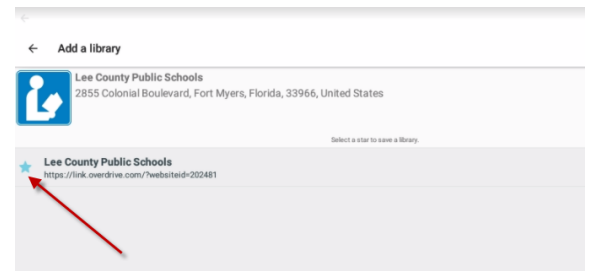 Add a library
Lee County Public Schools
2855 Colonial Boulevard, Fort Myers, Florida, 33966, United States
Select a star to save a library.
Lee County Public Schools
https://link.overdrive.com/?websiteid=202481